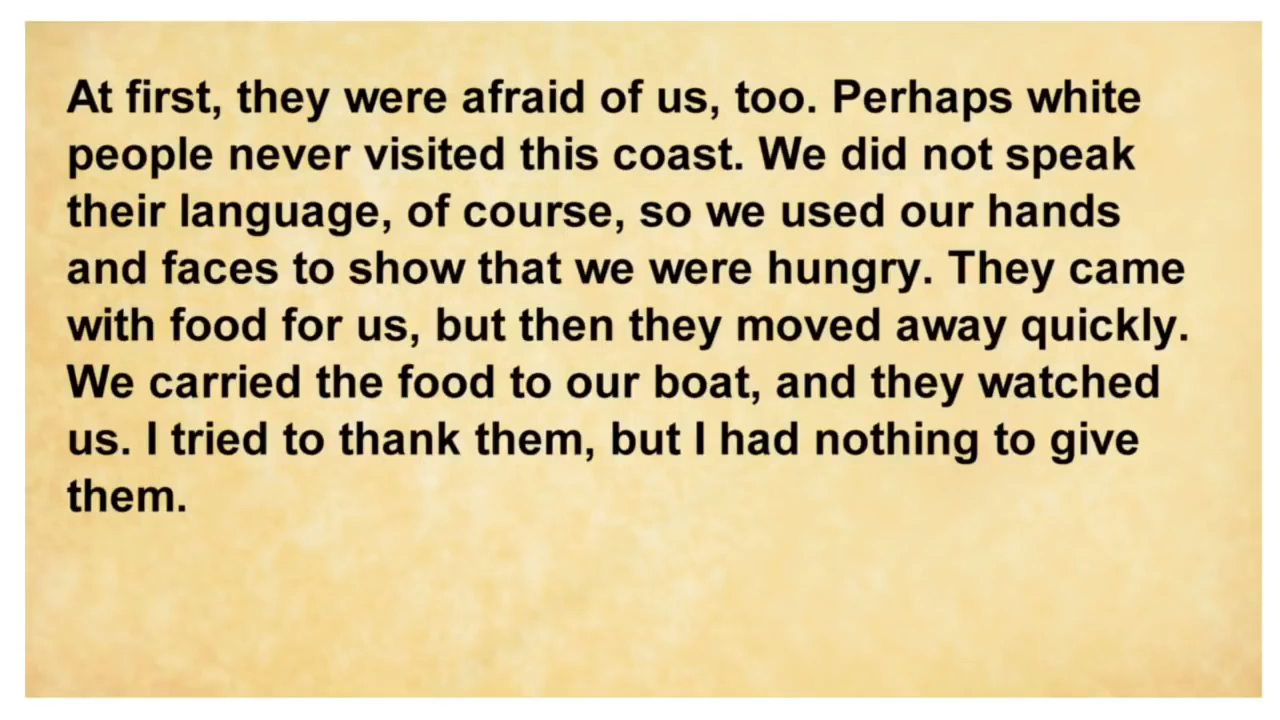 At first, they were afraid of us, too. Perhaps white
people never visited this coast. We did not speak
their language, of course, so we used our hands
and faces to show that we were hungry. They came
with food for us, but then they moved away quickly.
We carried the food to our boat, and they watched
us. I tried to thank them, but I had nothing to give
them.